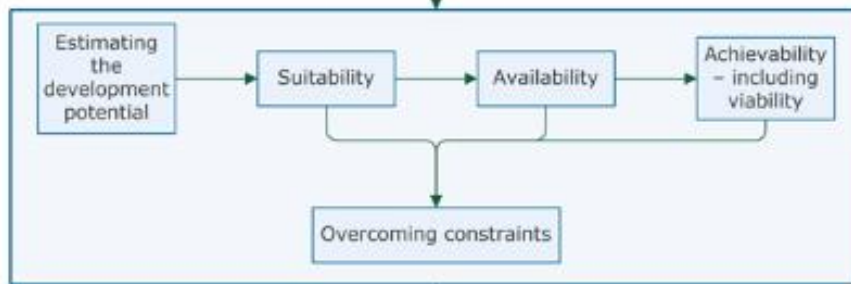 Estimating
the
development
potential
Suitability
Availability
Achievability
– including
viability
Overcoming constraints